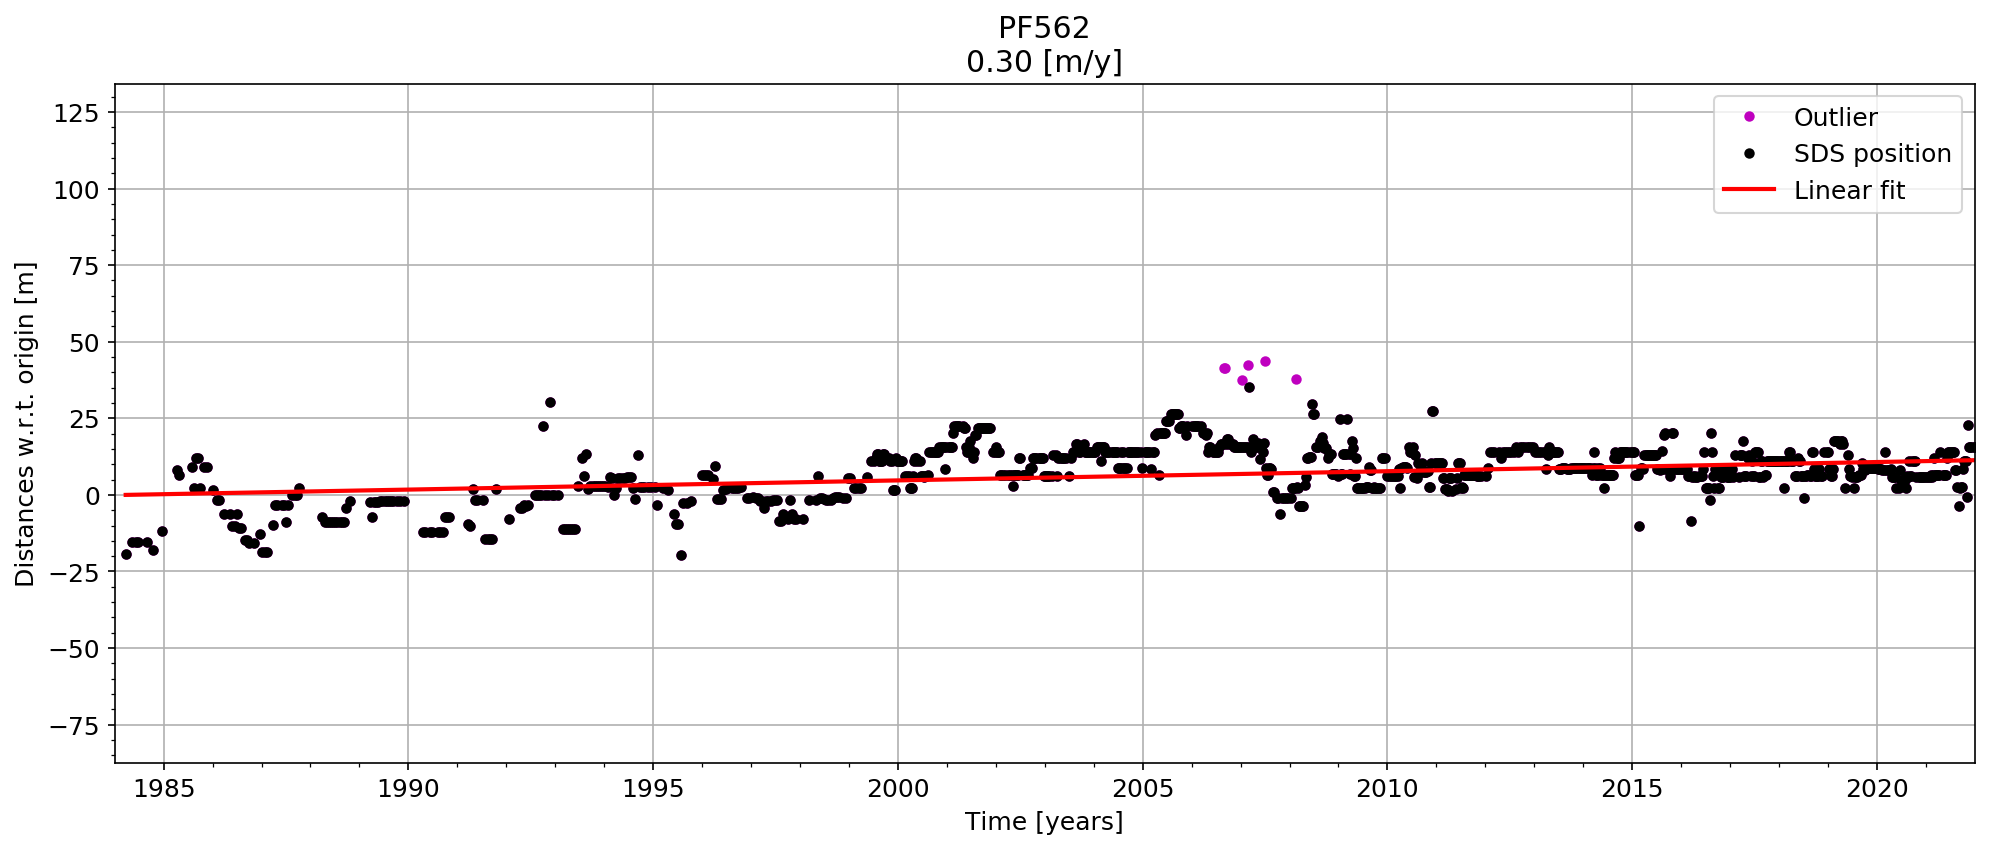 PF562
0.30 [m/y]
Outlier
SDS position
Linear fit
Distances w.r.t. origin [m]
125
100
75
50
25
0
−25
−50
−75
1985 1990 1995 2000 2005 2010 2015 2020
Time [years]